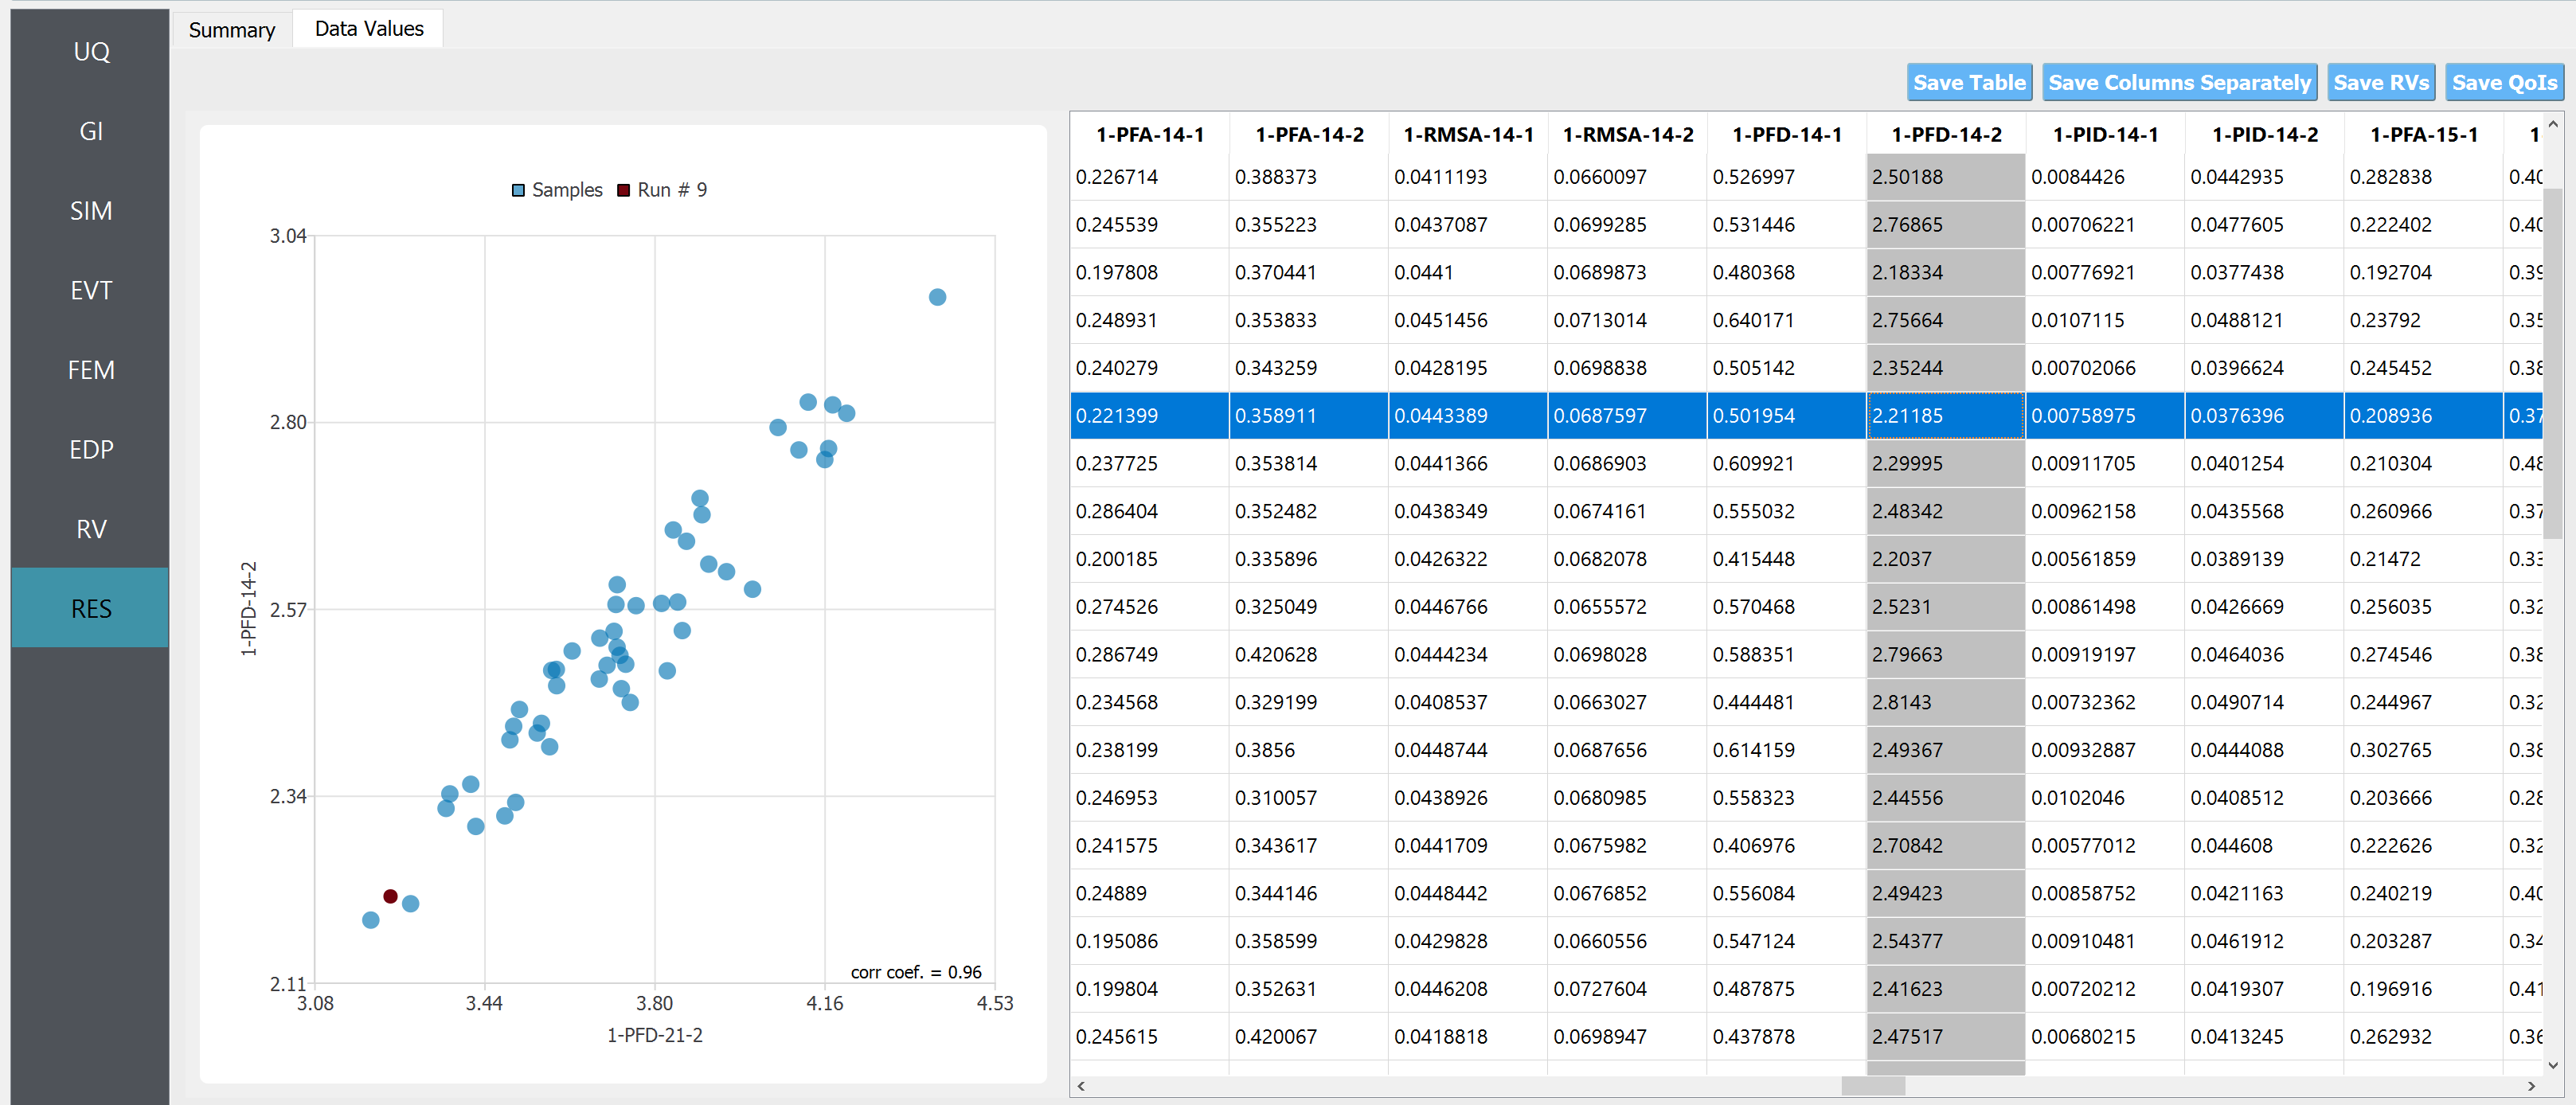 Summary Data Values
UQ
GI
SIM
EVT
FEM
EDP
RV
RES
Save Table Save Columns Separately Save RVs Save QoIs
Samples Run # 9
3.04
2.80
2.57
2.34
2.11
1-PFD-14-2
corr coef. = 0.96
3.08 3.44 3.80 4.16 4.53
1-PFD-21-2
1-PFA-14-1 1-PFA-14-2 1-RMSA-14-1 1-RMSA-14-2 1-PFD-14-1 1-PFD-14-2 1-PID-14-1 1-PID-14-2 1-PFA-15-1 1
0.226714 0.388373 0.0411193 0.0660097 0.526997 2.50188 0.0084426 0.0442935 0.282838 0.40
0.245539 0.355223 0.0437087 0.0699285 0.531446 2.76865 0.00706221 0.0477605 0.222402 0.40
0.197808 0.370441 0.0441 0.0689873 0.480368 2.18334 0.00776921 0.0377438 0.192704 0.39
0.248931 0.353833 0.0451456 0.0713014 0.640171 2.75664 0.0107115 0.0488121 0.23792 0.35
0.240279 0.343259 0.0428195 0.0698838 0.505142 2.35244 0.00702066 0.0396624 0.245452 0.38
0.221399 0.358911 0.0443389 0.0687597 0.501954 2.21185 0.00758975 0.0376396 0.208936 0.37
0.237725 0.353814 0.0441366 0.0686903 0.609921 2.29995 0.00911705 0.0401254 0.210304 0.48
0.286404 0.352482 0.0438349 0.0674161 0.555032 2.48342 0.00962158 0.0435568 0.260966 0.37
0.200185 0.335896 0.0426322 0.0682078 0.415448 2.2037 0.00561859 0.0389139 0.21472 0.33
0.274526 0.325049 0.0446766 0.0655572 0.570468 2.5231 0.00861498 0.0426669 0.256035 0.32
0.286749 0.420628 0.0444234 0.0698028 0.588351 2.79663 0.00919197 0.0464036 0.274546 0.38
0.234568 0.329199 0.0408537 0.0663027 0.444481 2.8143 0.00732362 0.0490714 0.244967 0.32
0.238199 0.3856 0.0448744 0.0687656 0.614159 2.49367 0.00932887 0.0444088 0.302765 0.38
0.246953 0.310057 0.0438926 0.0680985 0.558323 2.44556 0.0102046 0.0408512 0.203666 0.28
0.241575 0.343617 0.0441709 0.0675982 0.406976 2.70842 0.00577012 0.044608 0.222626 0.32
0.24889 0.344146 0.0448442 0.0676852 0.556084 2.49423 0.00858752 0.0421163 0.240219 0.40
0.195086 0.358599 0.0429828 0.0660556 0.547124 2.54377 0.00910481 0.0461912 0.203287 0.34
0.199804 0.352631 0.0446208 0.0727604 0.487875 2.41623 0.00720212 0.0419307 0.196916 0.41
0.245615 0.420067 0.0418818 0.0698947 0.437878 2.47517 0.00680215 0.0413245 0.262932 0.36